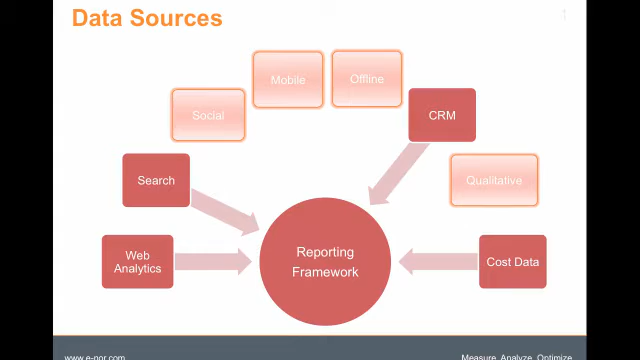 Data Sources
1
Mobile
Offline
Social
CRM
Search
Qualitative
Web
Analytics
Reporting
Framework
Cost Data
www.e-nor.com
Measure. Analyze. Optimize.